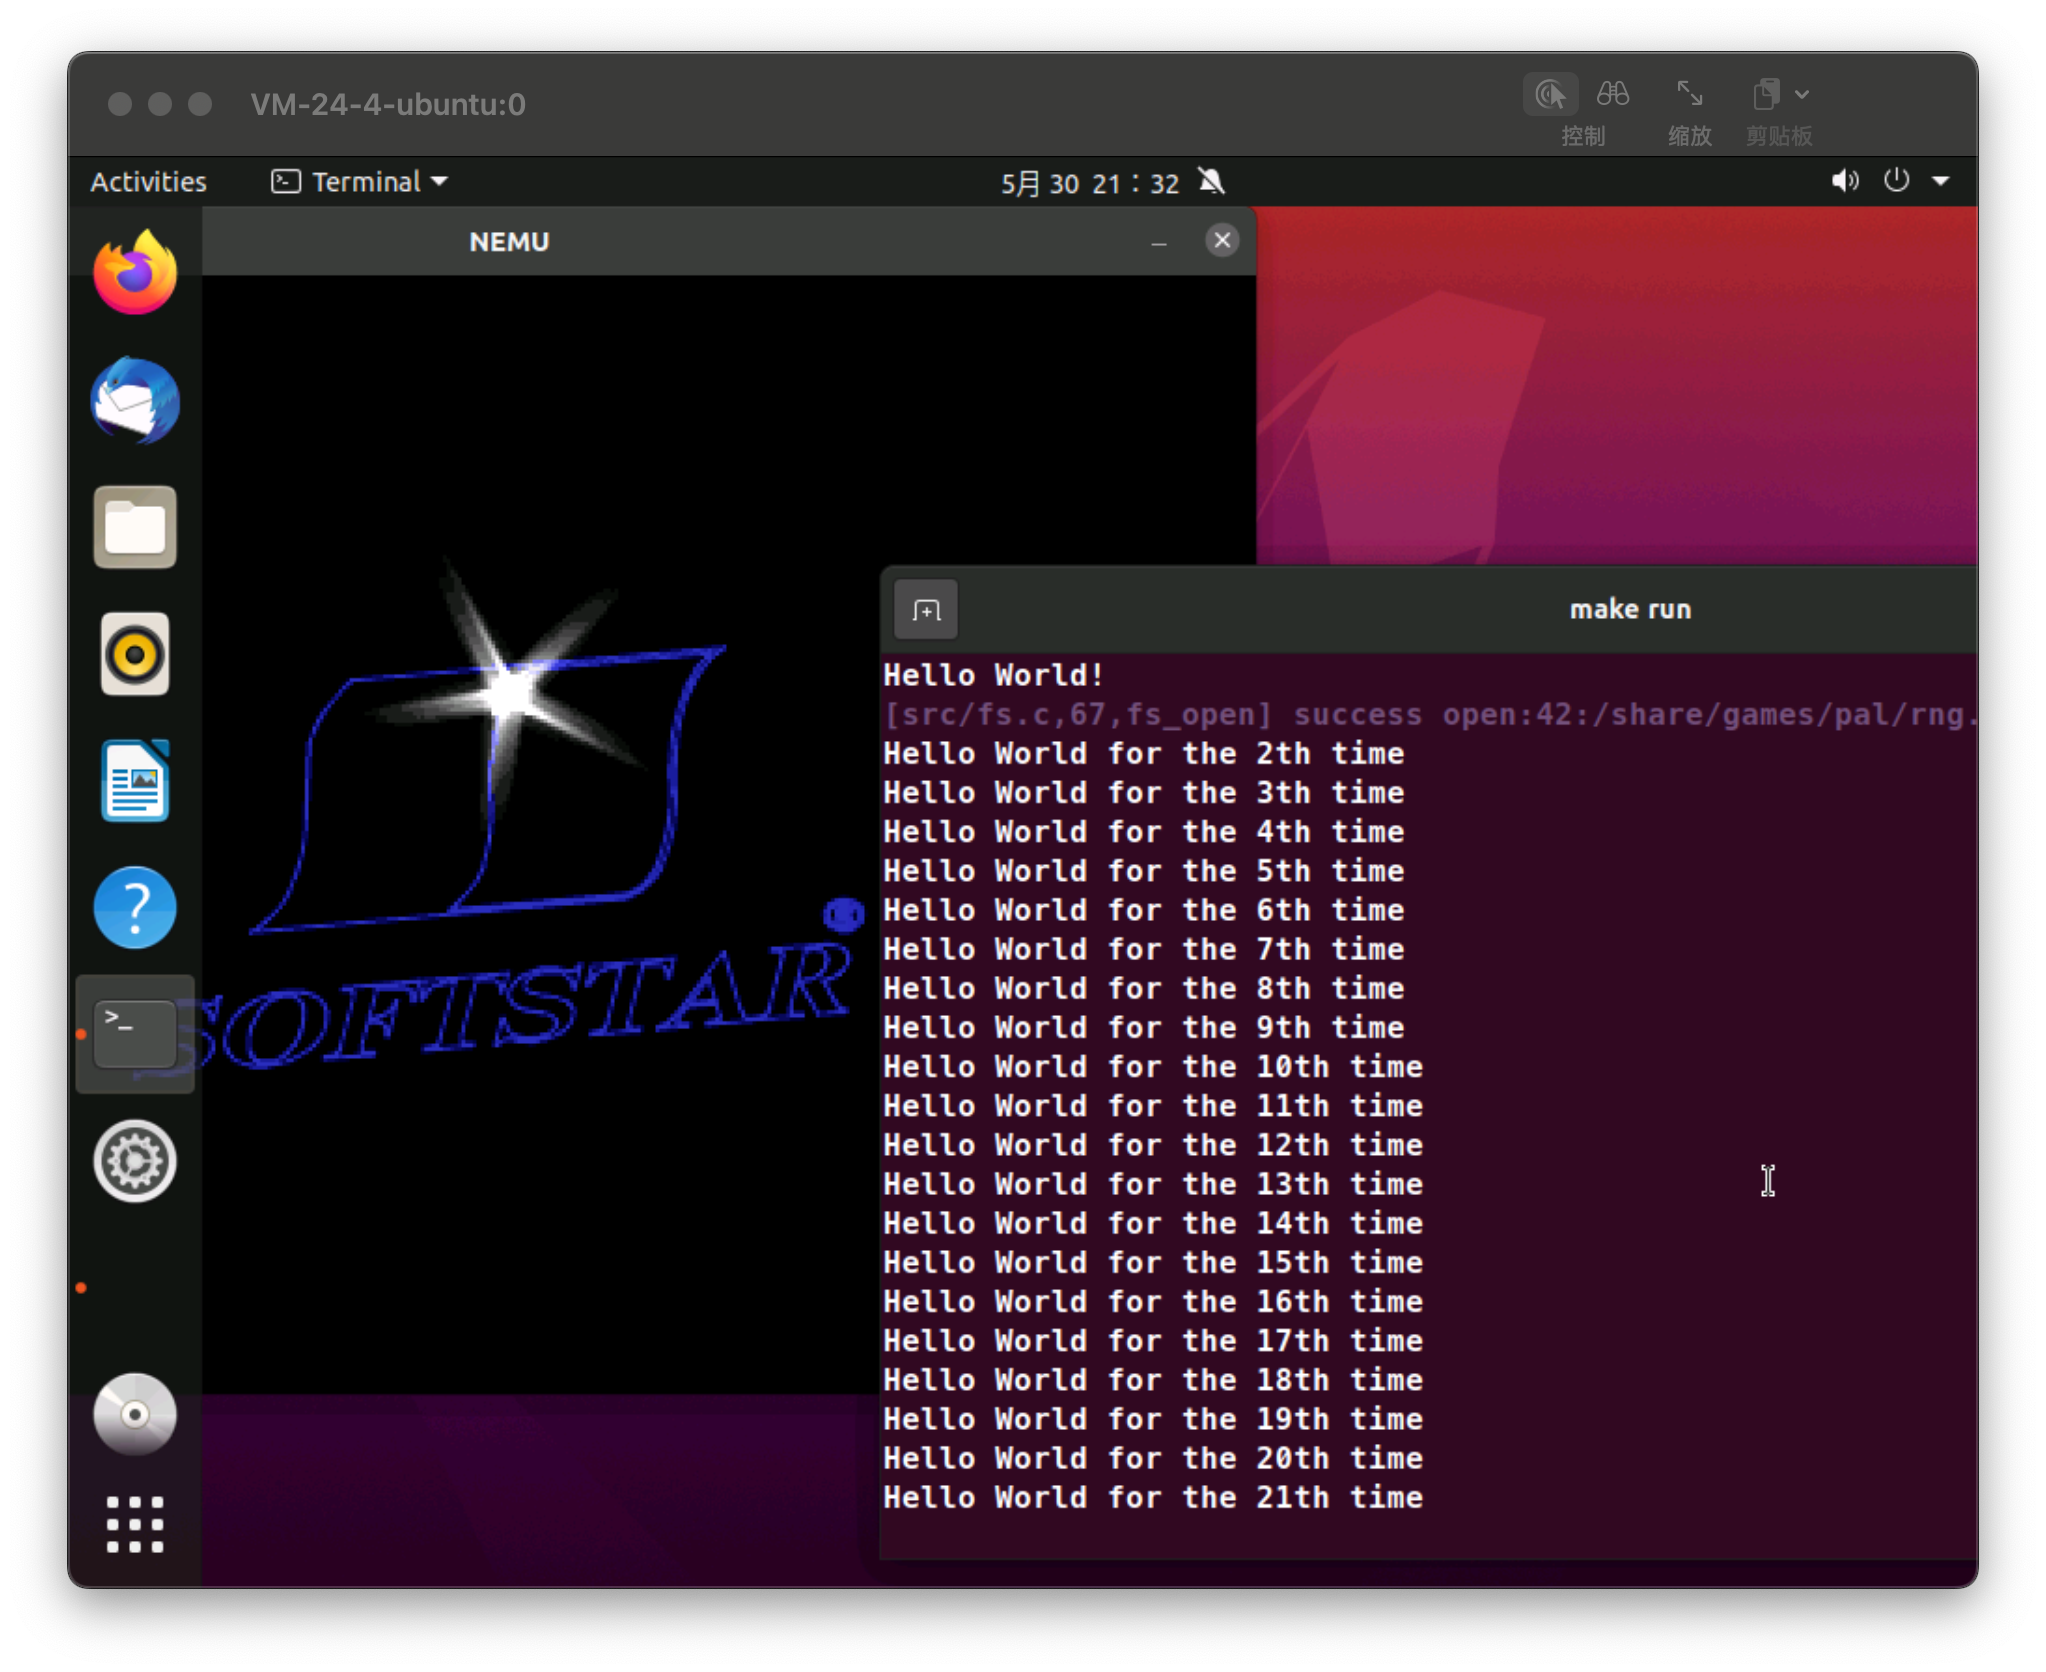 VM-24-4-ubuntu:0
控制
缩放
剪贴板
Activities
Terminal
5月 30 21：32
NEMU
SOFTSTAR
make run
Hello World!
[src/fs.c,67,fs_open] success open:42:/share/games/pal/rng.
Hello World for the 2th time
Hello World for the 3th time
Hello World for the 4th time
Hello World for the 5th time
Hello World for the 6th time
Hello World for the 7th time
Hello World for the 8th time
Hello World for the 9th time
Hello World for the 10th time
Hello World for the 11th time
Hello World for the 12th time
Hello World for the 13th time
Hello World for the 14th time
Hello World for the 15th time
Hello World for the 16th time
Hello World for the 17th time
Hello World for the 18th time
Hello World for the 19th time
Hello World for the 20th time
Hello World for the 21th time